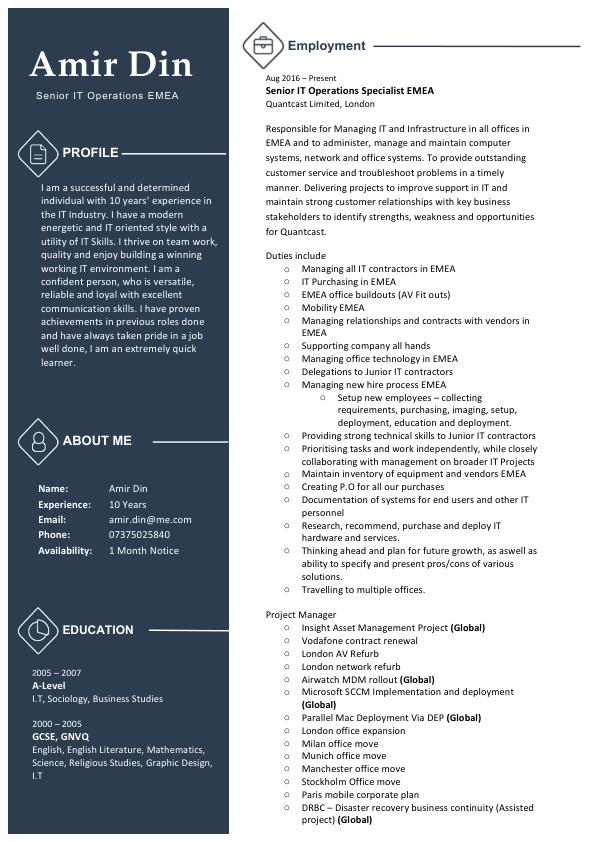 Amir Din
Senior IT Operations EMEA
PROFILE
I am a successful and determined
individual with 10 years’ experience in
the IT Industry. I have a modern
energetic and IT oriented style with a
utility of IT Skills. I thrive on team work,
quality and enjoy building a winning
working IT environment. I am a
confident person, who is versatile,
reliable and loyal with excellent
communication skills. I have proven
achievements in previous roles done
and have always taken pride in a job
well done, I am an extremely quick
learner.
ABOUT ME
Name: Amir Din
Experience: 10 Years
Email: amir.din@me.com
Phone: 07375025840
Availability: 1 Month Notice
EDUCATION
2005 – 2007
A-Level
I.T, Sociology, Business Studies
2000 – 2005
GCSE, GNVQ
English, English Literature, Mathematics,
Science, Religious Studies, Graphic Design,
I.T
Employment
Aug 2016 – Present
Senior IT Operations Specialist EMEA
Quantcast Limited, London
Responsible for Managing IT and Infrastructure in all offices in
EMEA and to administer, manage and maintain computer
systems, network and office systems. To provide outstanding
customer service and troubleshoot problems in a timely
manner. Delivering projects to improve support in IT and
maintain strong customer relationships with key business
stakeholders to identify strengths, weakness and opportunities
for Quantcast.
Duties include
○ Managing all IT contractors in EMEA
○ IT Purchasing in EMEA
○ EMEA office buildouts (AV Fit outs)
○ Mobility EMEA
○ Managing relationships and contracts with vendors in
EMEA
○ Supporting company all hands
○ Managing office technology in EMEA
○ Delegations to Junior IT contractors
○ Managing new hire process EMEA
○ Setup new employees – collecting
requirements, purchasing, imaging, setup,
deployment, education and deployment.
○ Providing strong technical skills to Junior IT contractors
○ Prioritising tasks and work independently, while closely
collaborating with management on broader IT Projects
○ Maintain inventory of equipment and vendors EMEA
○ Creating P.O for all our purchases
○ Documentation of systems for end users and other IT
personnel
○ Research, recommend, purchase and deploy IT
hardware and services.
○ Thinking ahead and plan for future growth, as aswell as
ability to specify and present pros/cons of various
solutions.
○ Travelling to multiple offices.
Project Manager
○ Insight Asset Management Project (Global)
○ Vodafone contract renewal
○ London AV Refurb
○ London network refurb
○ Airwatch MDM rollout (Global)
○ Microsoft SCCM Implementation and deployment
(Global)
○ Parallel Mac Deployment Via DEP (Global)
○ London office expansion
○ Milan office move
○ Munich office move
○ Manchester office move
○ Stockholm Office move
○ Paris mobile corporate plan
○ DRBC – Disaster recovery business continuity (Assisted
project) (Global)